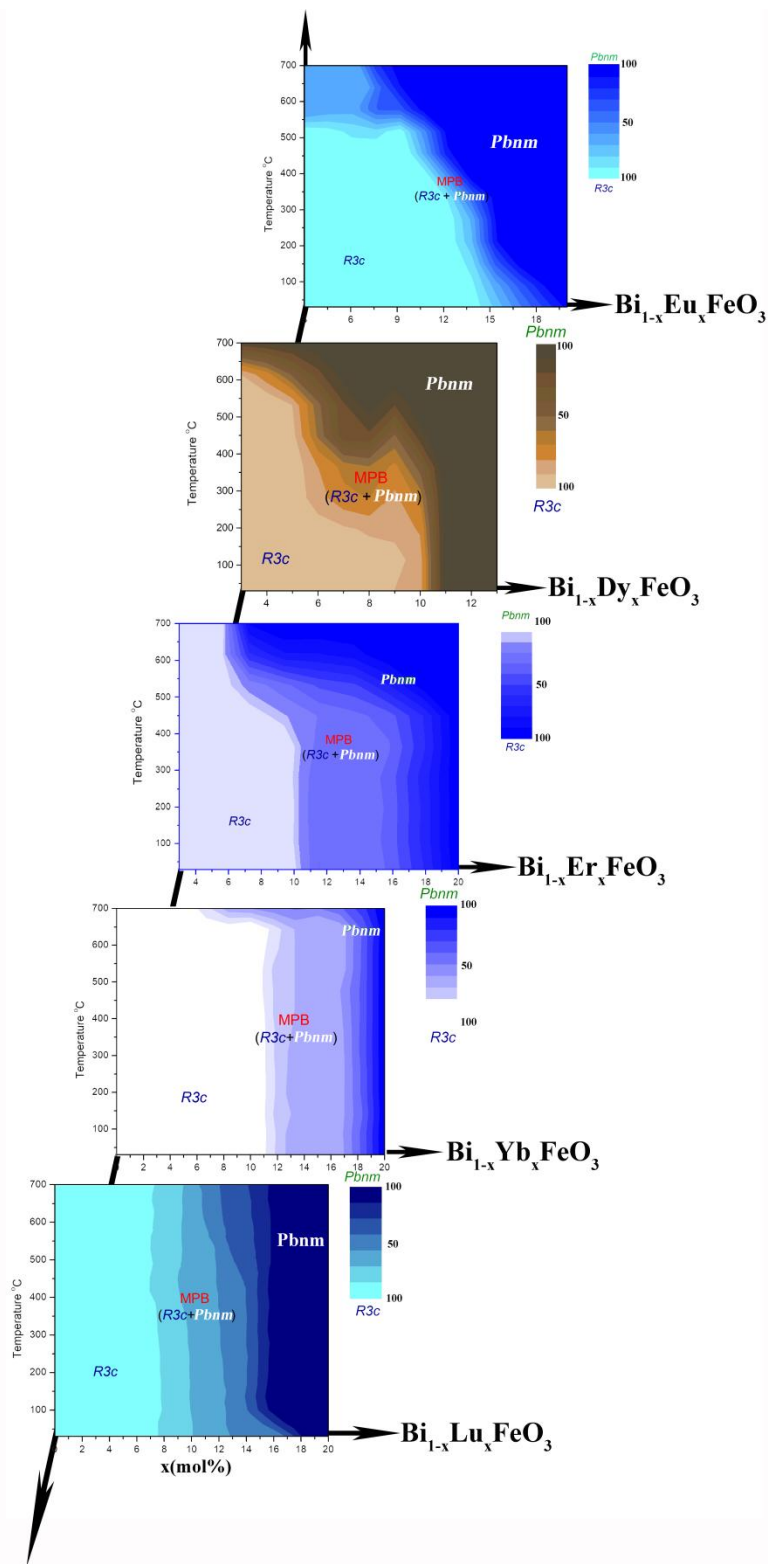 Pbnm
100
50
100
R3c
700
600
500
400
300
200
100
Temperature °C
Pbnm
MPB
(R3c + Pbnm)
R3c
6
9
12
15
18
Bi1-xEuxFeO3
Pbnm
100
50
100
R3c
700
600
500
400
300
200
100
Temperature °C
Pbnm
MPB
(R3c + Pbnm)
R3c
4
6
8
10
12
Bi1-xDyxFeO3
Pbnm
100
50
100
R3c
700
600
500
400
300
200
100
Temperature °C
Pbnm
MPB
(R3c +Pbnm)
R3c
4
6
8
10
12
14
16
18
20
Bi1-xErxFeO3
Pbnm
100
50
100
R3c
700
600
500
400
300
200
100
Temperature °C
Pbnm
MPB
(R3c+Pbnm)
R3c
2
4
6
8
10
12
14
16
18
20
Bi1-xYbxFeO3
Pbnm
100
50
100
R3c
700
600
500
400
300
200
100
Temperature °C
Pbnm
MPB
(R3c+Pbnm)
R3c
2
4
6
8
10
12
14
16
18
20
x(mol%)
Bi1-xLuxFeO3